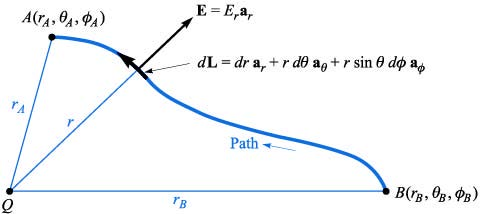 A(r_A, θ_A, ϕ_A)
E = E_r a_r
dL = dr a_r + r dθ a_θ + r sin θ dϕ a_ϕ
r_A
r
Path
B(r_B, θ_B, ϕ_B)
Q
r_B